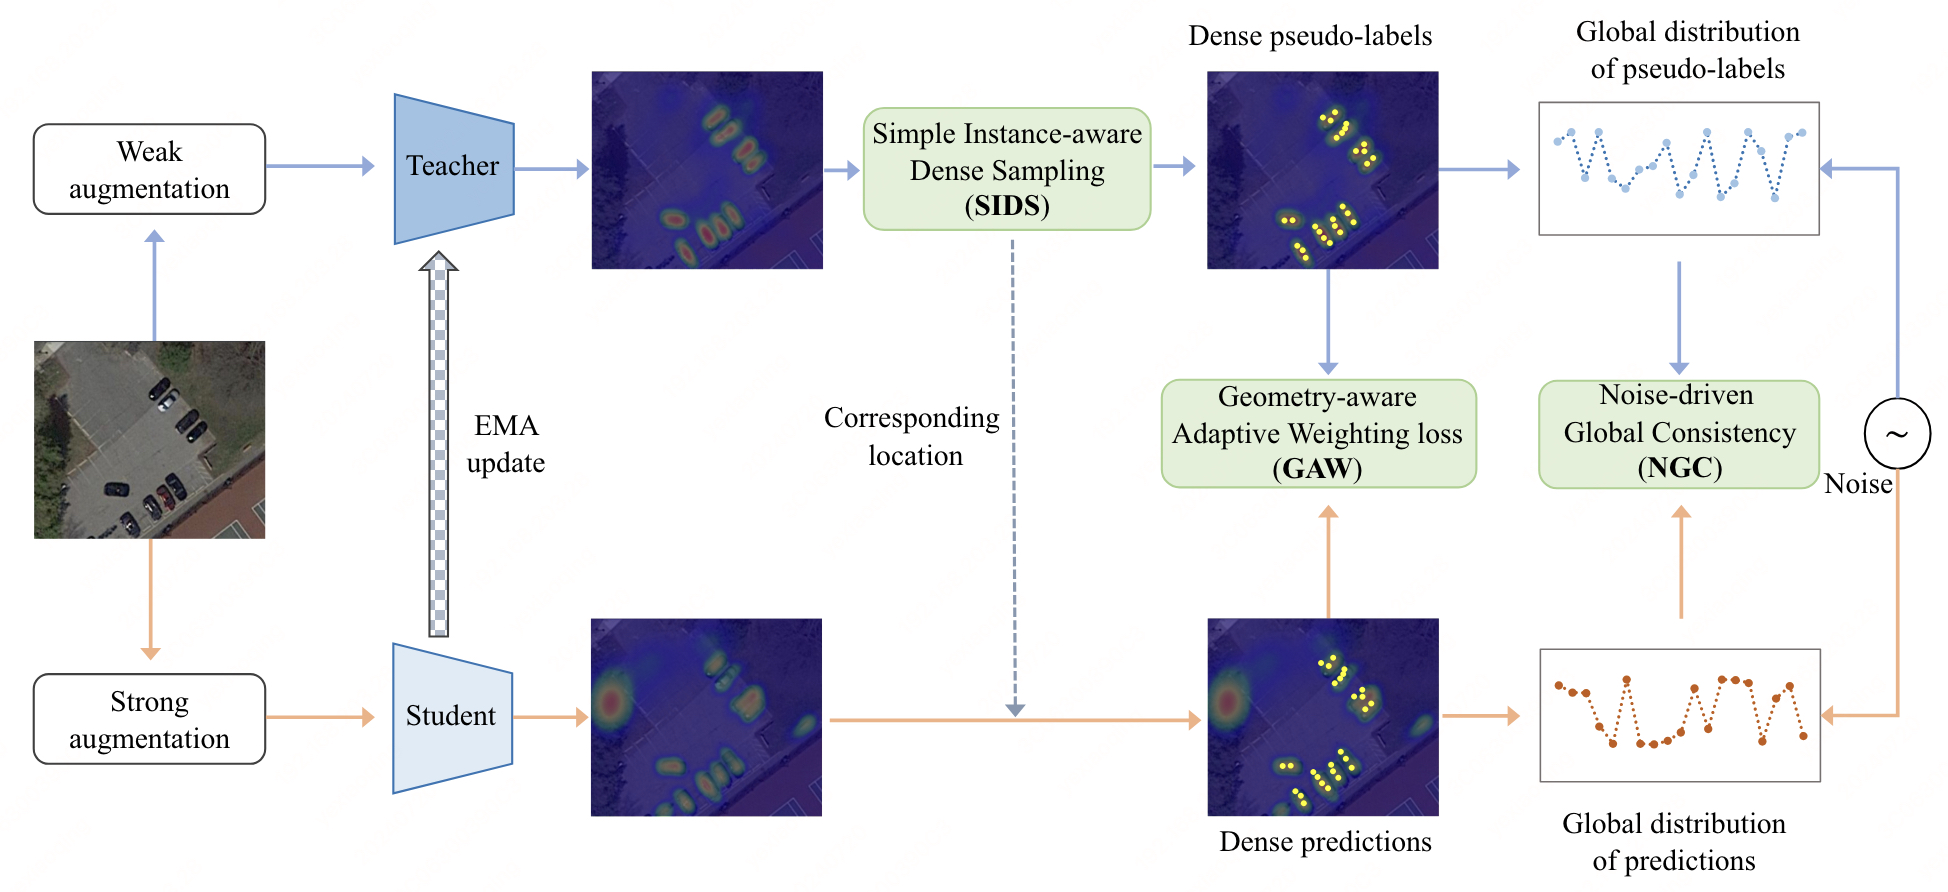 Dense pseudo-labels
Global distribution
of pseudo-labels
Weak
augmentation
Teacher
Simple Instance-aware
Dense Sampling
(SIDS)
EMA
update
Corresponding
location
Geometry-aware
Adaptive Weighting loss
(GAW)
Noise-driven
Global Consistency
(NGC)
~
Noise
Strong
augmentation
Student
Dense predictions
Global distribution
of predictions